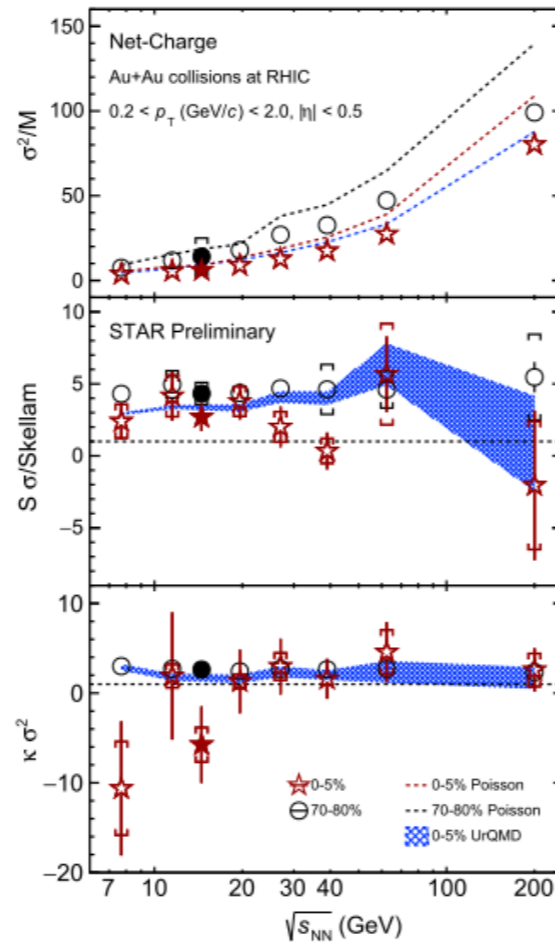 Net-Charge
Au+Au collisions at RHIC
0.2 < p_T (GeV/c) < 2.0, |η| < 0.5
σ²/M
150
100
50
0
STAR Preliminary
S σ/Skellam
10
5
0
−5
κ σ²
10
0
−10
−20
0-5%
70-80%
0-5% Poisson
70-80% Poisson
0-5% UrQMD
7 10 20 30 40 100 200
√s_NN (GeV)